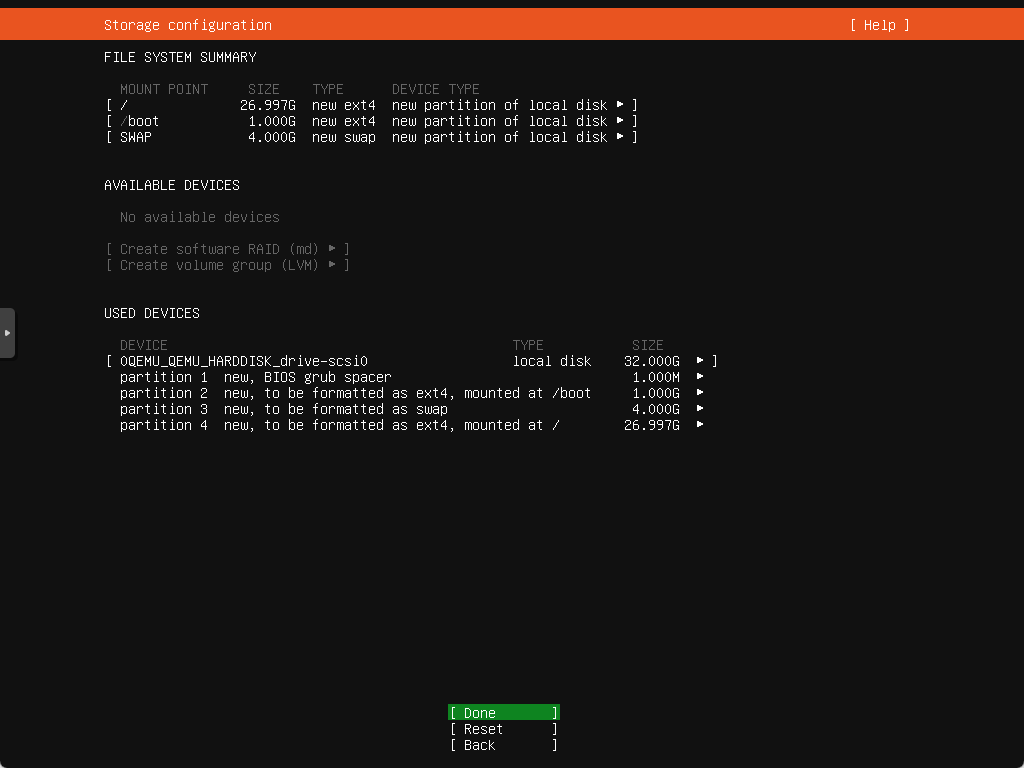 Storage configuration [ Help ]
FILE SYSTEM SUMMARY
MOUNT POINT SIZE TYPE DEVICE TYPE
[ / 26.997G new ext4 new partition of local disk ▸ ]
[ /boot 1.000G new ext4 new partition of local disk ▸ ]
[ SWAP 4.000G new swap new partition of local disk ▸ ]
AVAILABLE DEVICES
No available devices
[ Create software RAID (md) ▸ ]
[ Create volume group (LVM) ▸ ]
USED DEVICES
DEVICE TYPE SIZE
[ 0QEMU_QEMU_HARDDISK_drive-scsi0 local disk 32.000G ▸ ]
partition 1 new, BIOS grub spacer 1.000M ▸
partition 2 new, to be formatted as ext4, mounted at /boot 1.000G ▸
partition 3 new, to be formatted as swap 4.000G ▸
partition 4 new, to be formatted as ext4, mounted at / 26.997G ▸
[ Done ]
[ Reset ]
[ Back ]